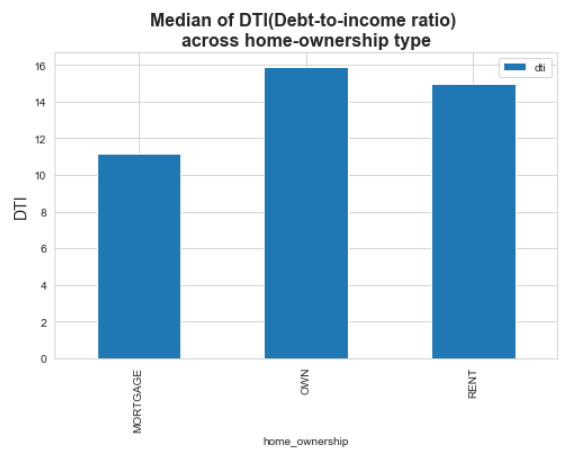 Median of DTI(Debt-to-income ratio)
across home-ownership type
dti
16
14
12
10
8
6
4
2
0
DTI
MORTGAGE
OWN
RENT
home_ownership